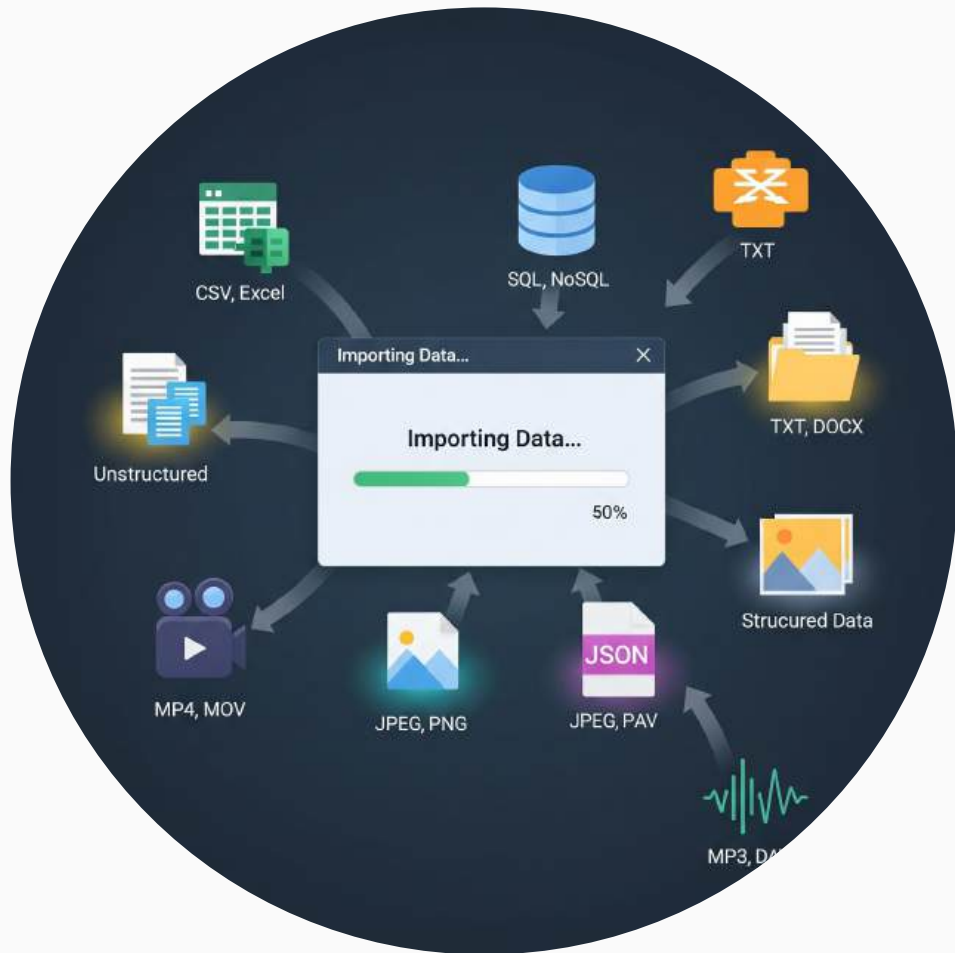 TXT
CSV, Excel
SQL, NoSQL
Importing Data...
Importing Data...
50%
TXT, DOCX
Unstructured
Strucured Data
MP4, MOV
JPEG, PNG
JSON
JPEG, PAV
MP3,